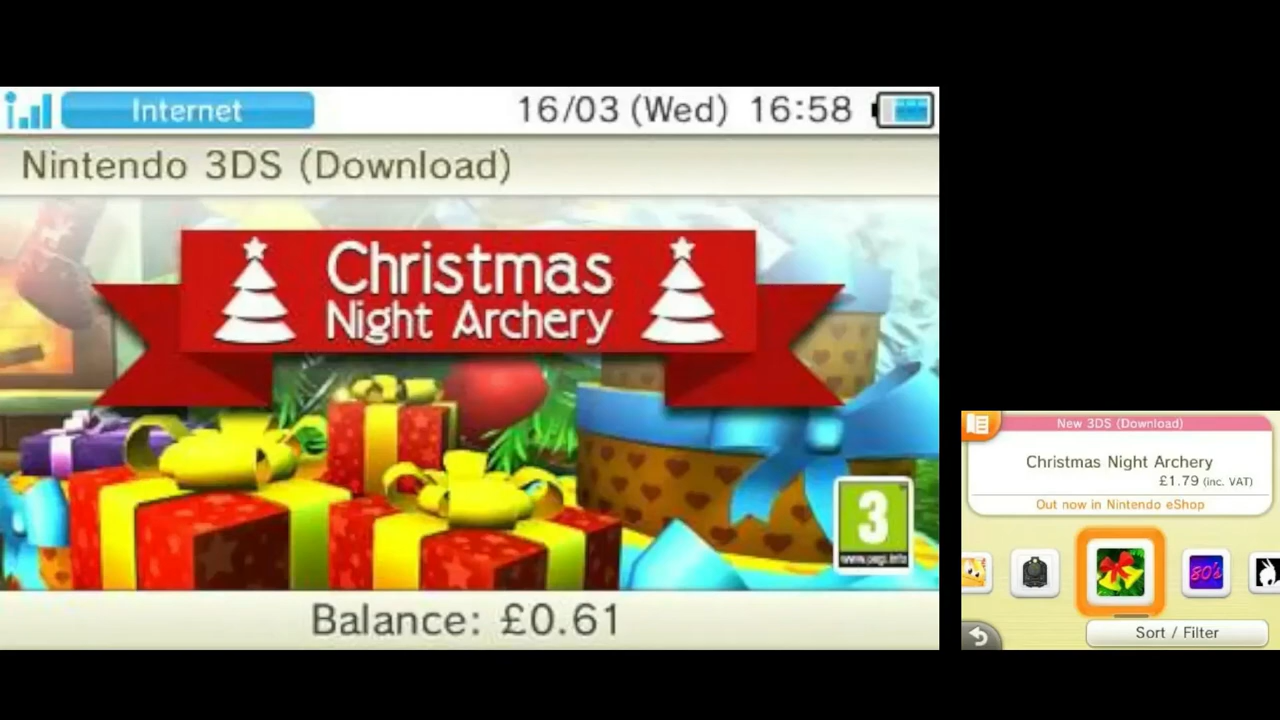 Internet
16/03 (Wed) 16:58
Nintendo 3DS (Download)
Christmas
Night Archery
3
www.pegi.info
Balance: £0.61
New 3DS (Download)
Christmas Night Archery
£1.79 (inc. VAT)
Out now in Nintendo eShop
80's
Sort / Filter